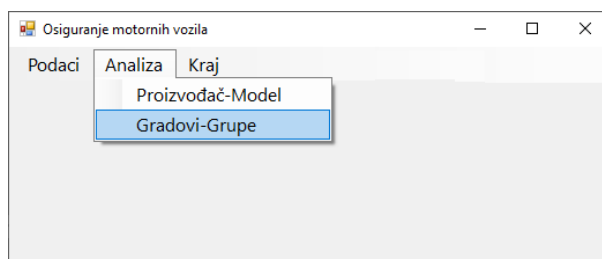 Osiguranje motornih vozila
Podaci Analiza Kraj
Proizvođač-Model
Gradovi-Grupe